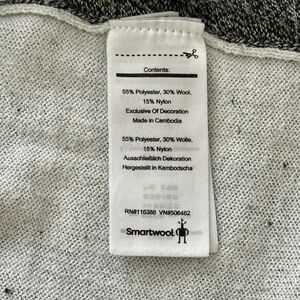 Contents:
55% Polyester, 30% Wool,
15% Nylon
Exclusive Of Decoration
Made in Cambodia
55% Polyester, 30% Wolle,
15% Nylon
Ausschließlich Dekoration
Hergestellt in Kambodscha
RN#116388 VN#506482
Smartwool